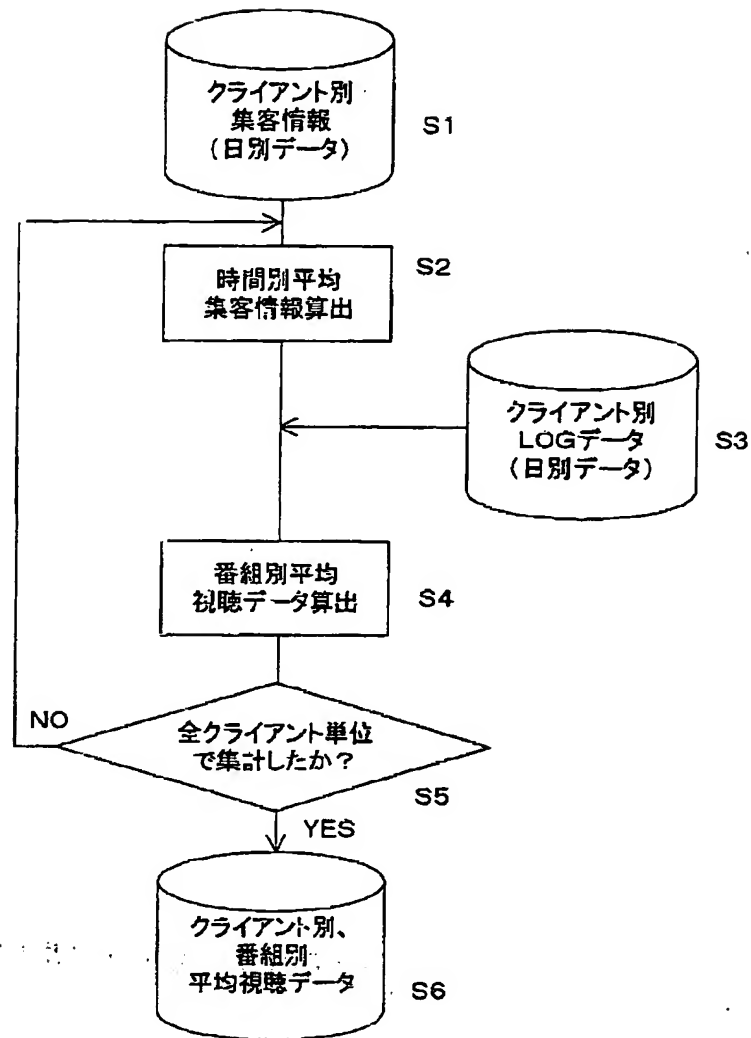 クライアント別
集客情報
(日別データ)
S1
時間別平均
集客情報算出
S2
クライアント別
LOGデータ
(日別データ)
S3
番組別平均
視聴データ算出
S4
NO
全クライアント単位
で集計したか?
S5
YES
クライアント別、
番組別
平均視聴データ
S6